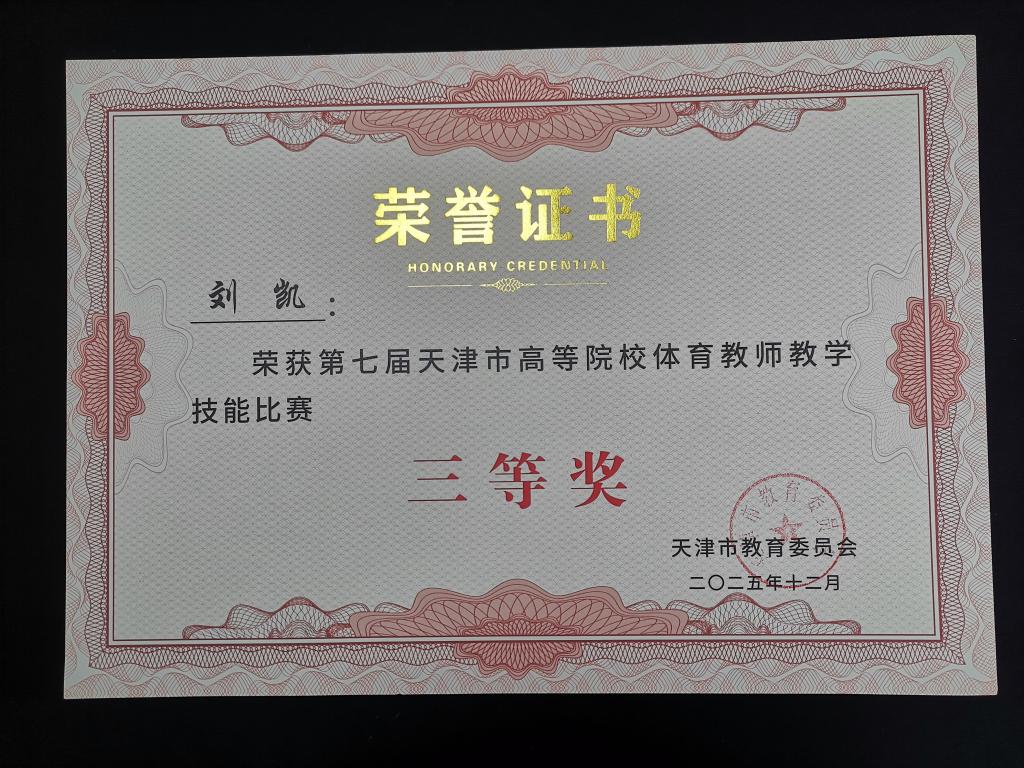 荣誉证书
HONORARY CREDENTIAL
刘 凯：
荣获第七届天津市高等院校体育教师教学
技能比赛
三等奖
天津市教育委员会
二〇二五年十二月